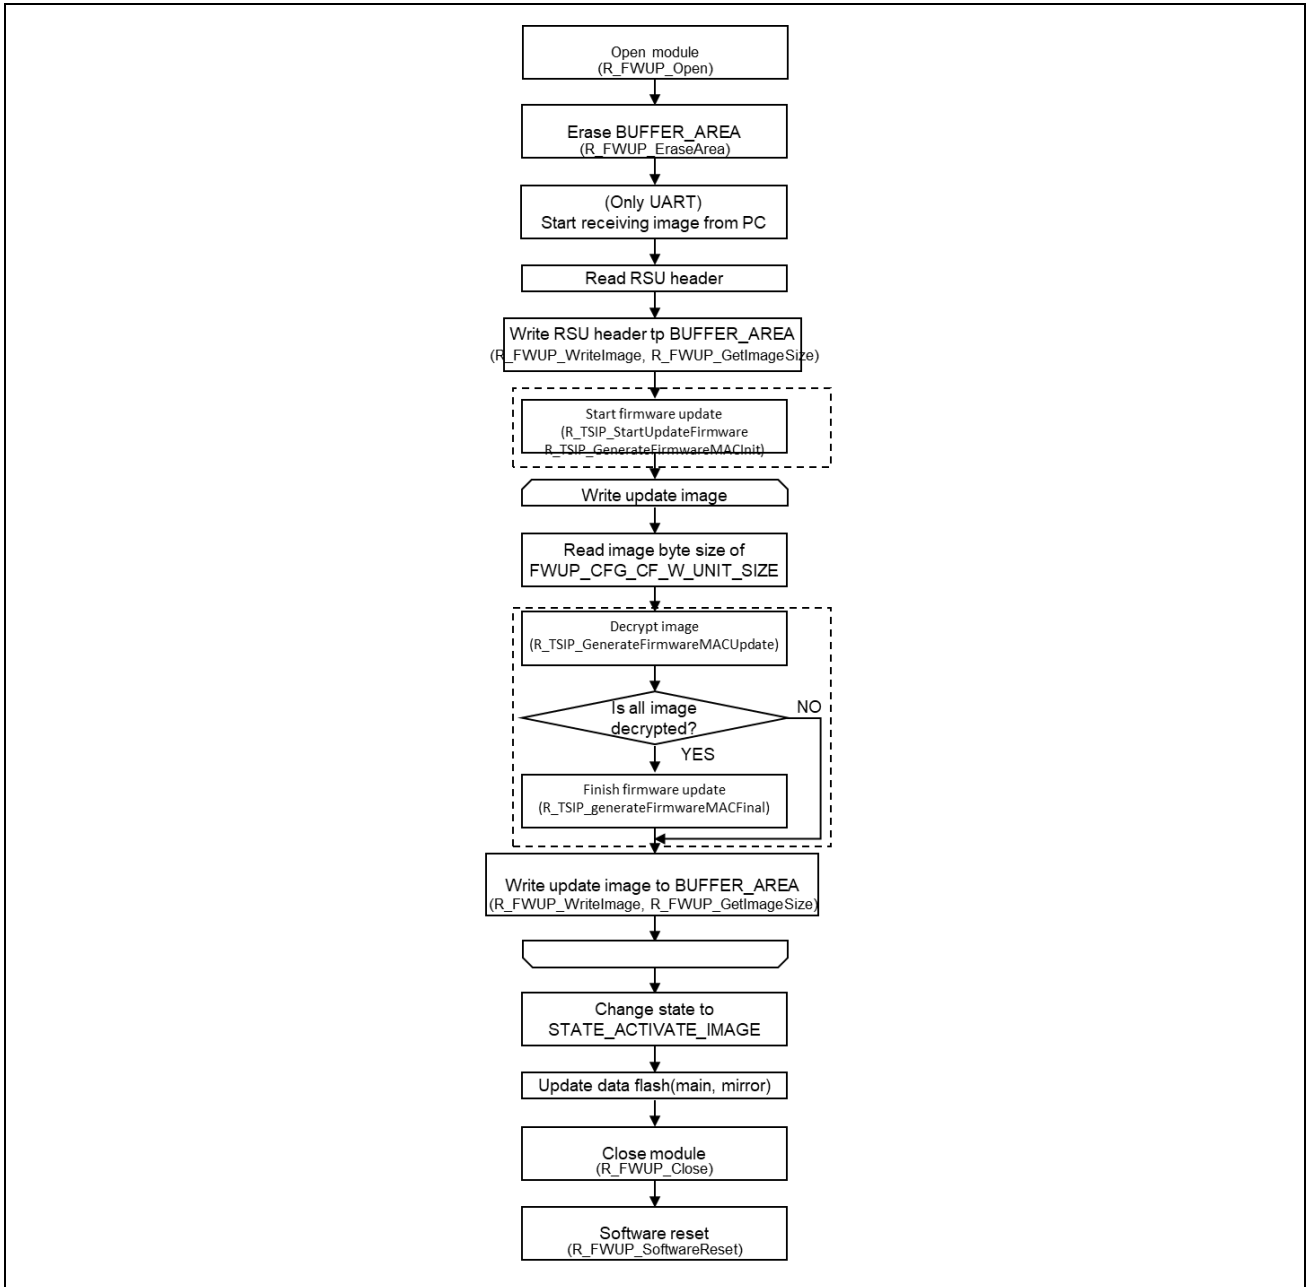 Open module
(R_FWUP_Open)
Erase BUFFER_AREA
(R_FWUP_EraseArea)
(Only UART)
Start receiving image from PC
Read RSU header
Write RSU header tp BUFFER_AREA
(R_FWUP_WriteImage, R_FWUP_GetImageSize)
Start firmware update
(R_TSIP_StartUpdateFirmware
R_TSIP_GenerateFirmwareMACInit)
Write update image
Read image byte size of
FWUP_CFG_CF_W_UNIT_SIZE
Decrypt image
(R_TSIP_GenerateFirmwareMACUpdate)
Is all image
decrypted?
NO
YES
Finish firmware update
(R_TSIP_generateFirmwareMACFinal)
Write update image to BUFFER_AREA
(R_FWUP_WriteImage, R_FWUP_GetImageSize)
Change state to
STATE_ACTIVATE_IMAGE
Update data flash(main, mirror)
Close module
(R_FWUP_Close)
Software reset
(R_FWUP_SoftwareReset)